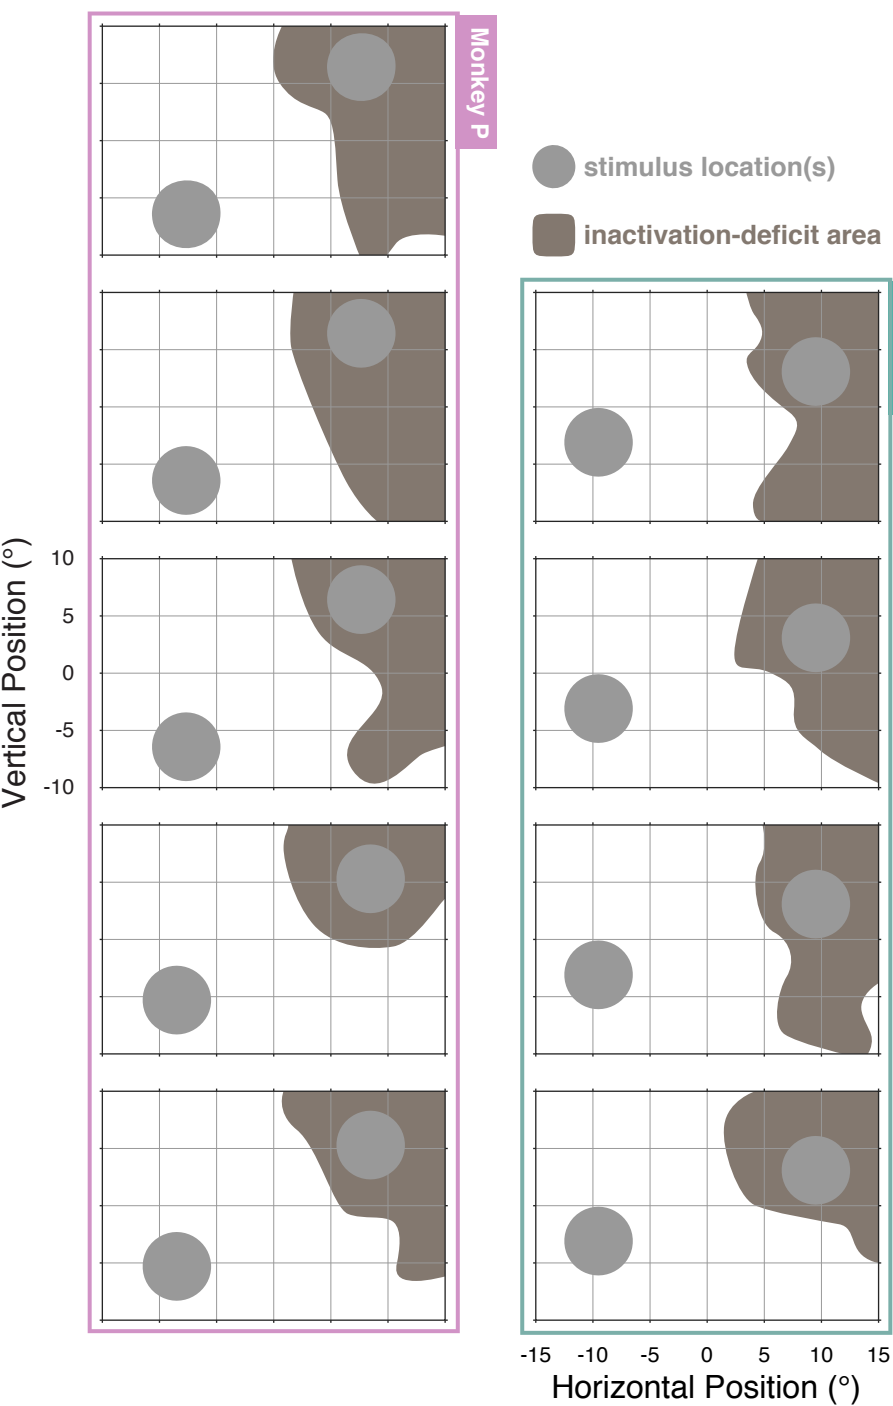 Monkey P
stimulus location(s)
inactivation-deficit area
Vertical Position (°)
10
5
0
-5
-10
-15 -10 -5 0 5 10 15
Horizontal Position (°)